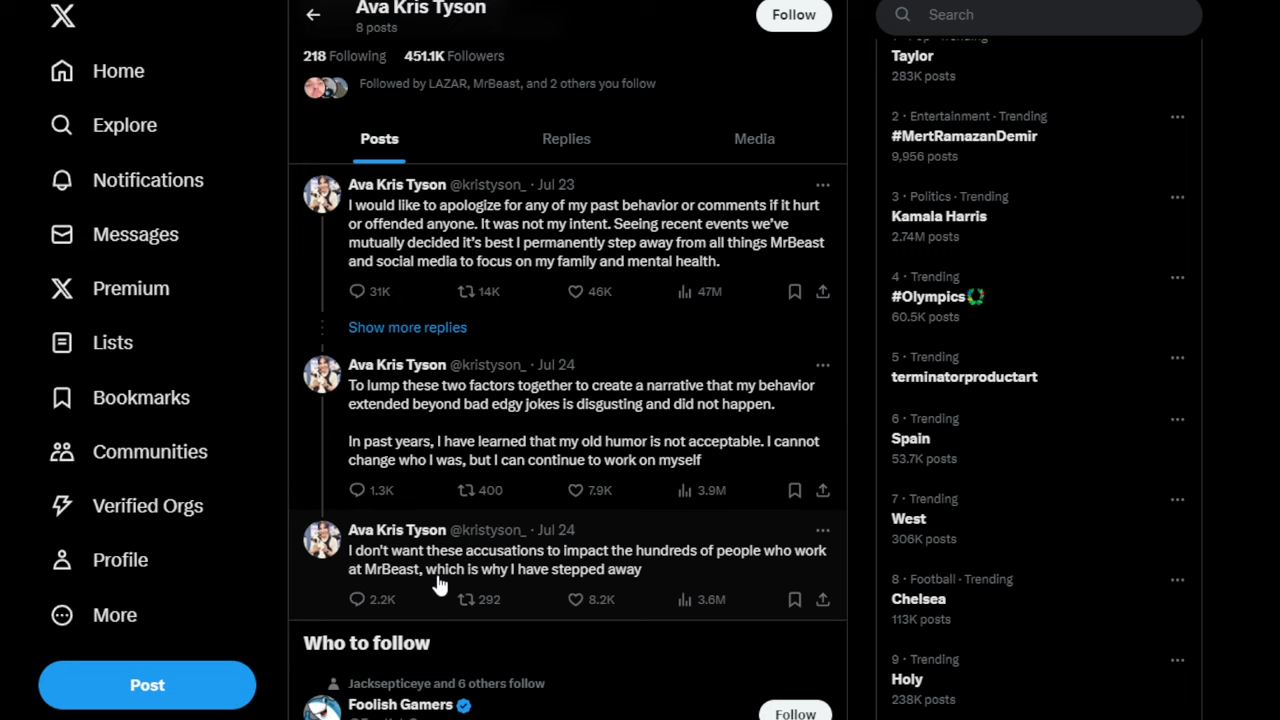 Home
Explore
Notifications
Messages
Premium
Lists
Bookmarks
Communities
Verified Orgs
Profile
More
Post
Ava Kris Tyson
8 posts
Follow
218 Following 451.1K Followers
Followed by LAZAR, MrBeast, and 2 others you follow
Posts Replies Media
Ava Kris Tyson @kristyson_ · Jul 23
I would like to apologize for any of my past behavior or comments if it hurt
or offended anyone. It was not my intent. Seeing recent events we've
mutually decided it's best I permanently step away from all things MrBeast
and social media to focus on my family and mental health.
31K 14K 46K 47M
Show more replies
Ava Kris Tyson @kristyson_ · Jul 24
To lump these two factors together to create a narrative that my behavior
extended beyond bad edgy jokes is disgusting and did not happen.
In past years, I have learned that my old humor is not acceptable. I cannot
change who I was, but I can continue to work on myself
1.3K 400 7.9K 3.9M
Ava Kris Tyson @kristyson_ · Jul 24
I don't want these accusations to impact the hundreds of people who work
at MrBeast, which is why I have stepped away
2.2K 292 8.2K 3.6M
Who to follow
Jacksepticeye and 6 others follow
Foolish Gamers
Follow
Search
Taylor
283K posts
2 · Entertainment · Trending
#MertRamazanDemir
9,956 posts
3 · Politics · Trending
Kamala Harris
2.74M posts
4 · Trending
#Olympics
60.5K posts
5 · Trending
terminatorproductart
6 · Trending
Spain
53.7K posts
7 · Trending
West
306K posts
8 · Football · Trending
Chelsea
113K posts
9 · Trending
Holy
238K posts